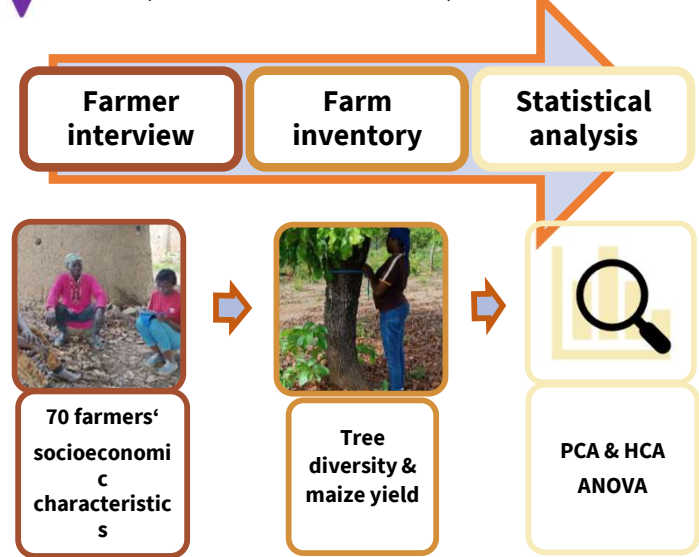 Farmer
interview
Farm
inventory
Statistical
analysis
70 farmers‘
socioeconomi
c
characteristic
s
Tree
diversity &
maize yield
PCA & HCA
ANOVA